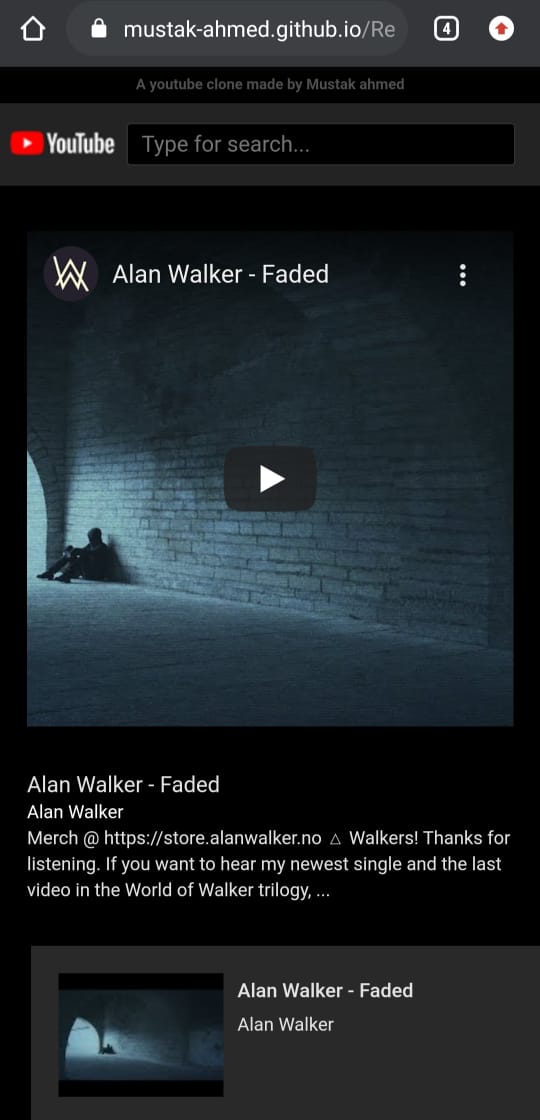 mustak-ahmed.github.io/Re
4
A youtube clone made by Mustak ahmed
YouTube
Type for search...
Alan Walker - Faded
Alan Walker - Faded
Alan Walker
Merch @ https://store.alanwalker.no △ Walkers! Thanks for
listening. If you want to hear my newest single and the last
video in the World of Walker trilogy, ...
Alan Walker - Faded
Alan Walker